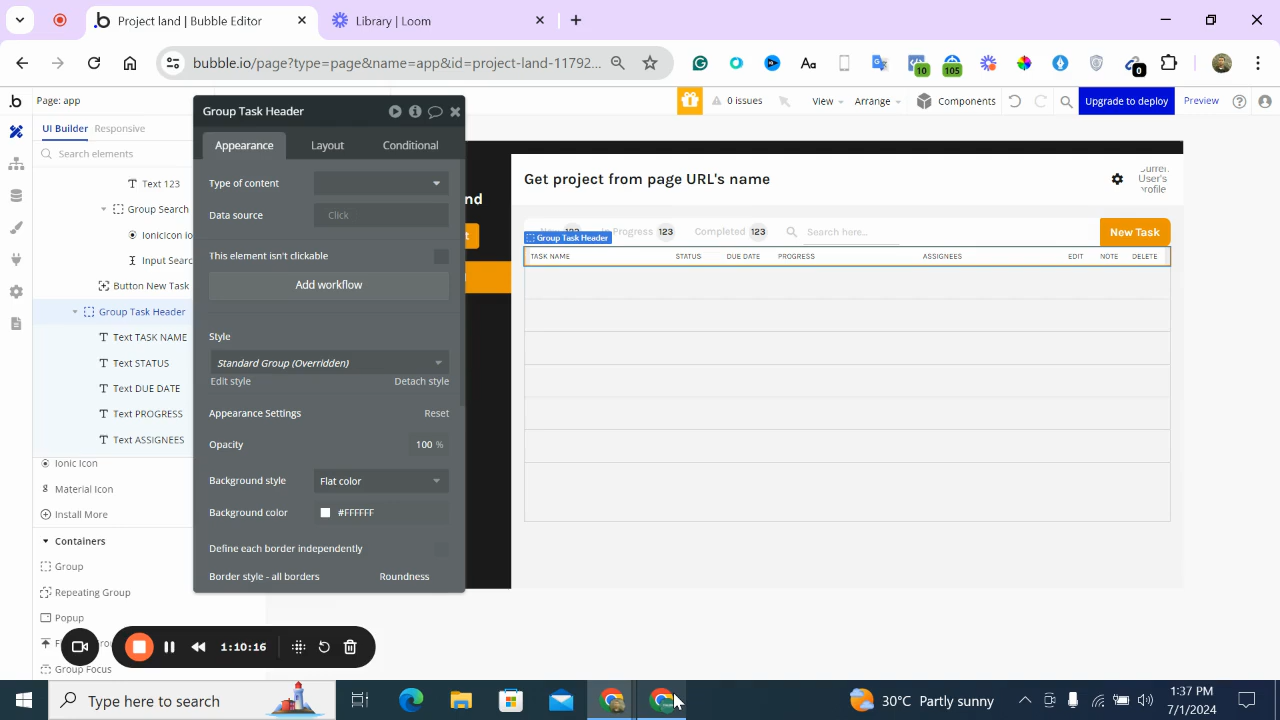 Project land | Bubble Editor
Library | Loom
bubble.io/page?type=page&name=app&id=project-land-11792...
10
105
0
Page: app
Group Task Header
0 issues
View
Arrange
Components
Upgrade to deploy
Preview
UI Builder
Responsive
Search elements
Appearance
Layout
Conditional
Text 123
Group Search
Ionicicon io
Input Searc
Button New Task
Group Task Header
Text TASK NAME
Text STATUS
Text DUE DATE
Text PROGRESS
Text ASSIGNEES
Ionic Icon
Material Icon
Install More
Containers
Group
Repeating Group
Popup
Group Focus
Type of content
Data source
Click
This element isn't clickable
Add workflow
Style
Standard Group (Overridden)
Edit style
Detach style
Appearance Settings
Reset
Opacity
100 %
Background style
Flat color
Background color
#FFFFFF
Define each border independently
Border style - all borders
Roundness
nd
t
Get project from page URL's name
User's
Profile
Progress
123
Completed
123
Search here...
New Task
Group Task Header
TASK NAME
STATUS
DUE DATE
PROGRESS
ASSIGNEES
EDIT
NOTE
DELETE
1:10:16
Type here to search
30°C Partly sunny
1:37 PM
7/1/2024